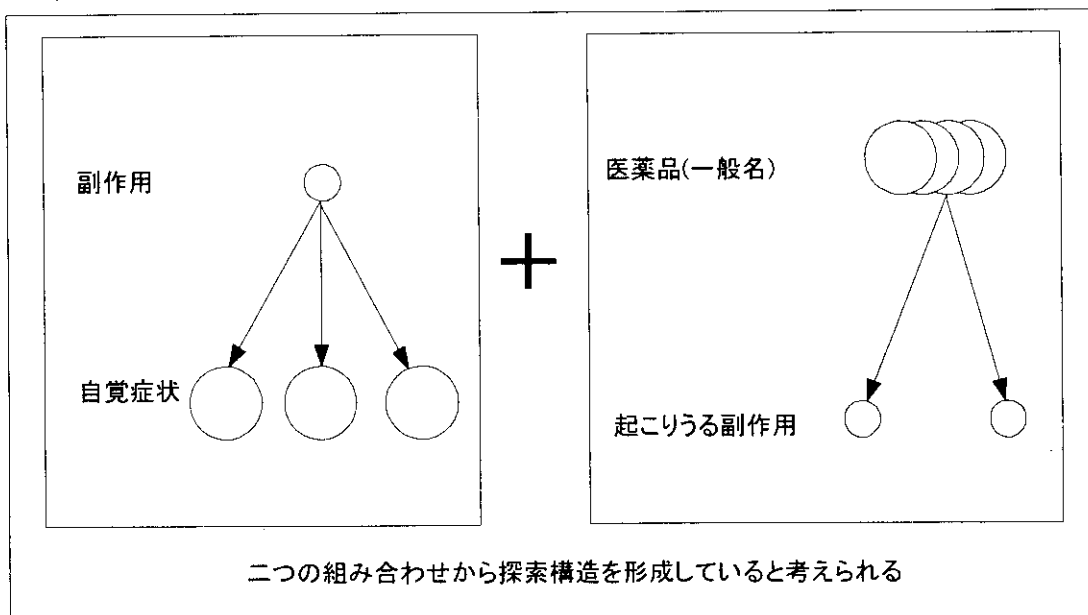 副作用
自覚症状
+
医薬品(一般名)
起こりうる副作用
二つの組み合わせから探索構造を形成していると考えられる